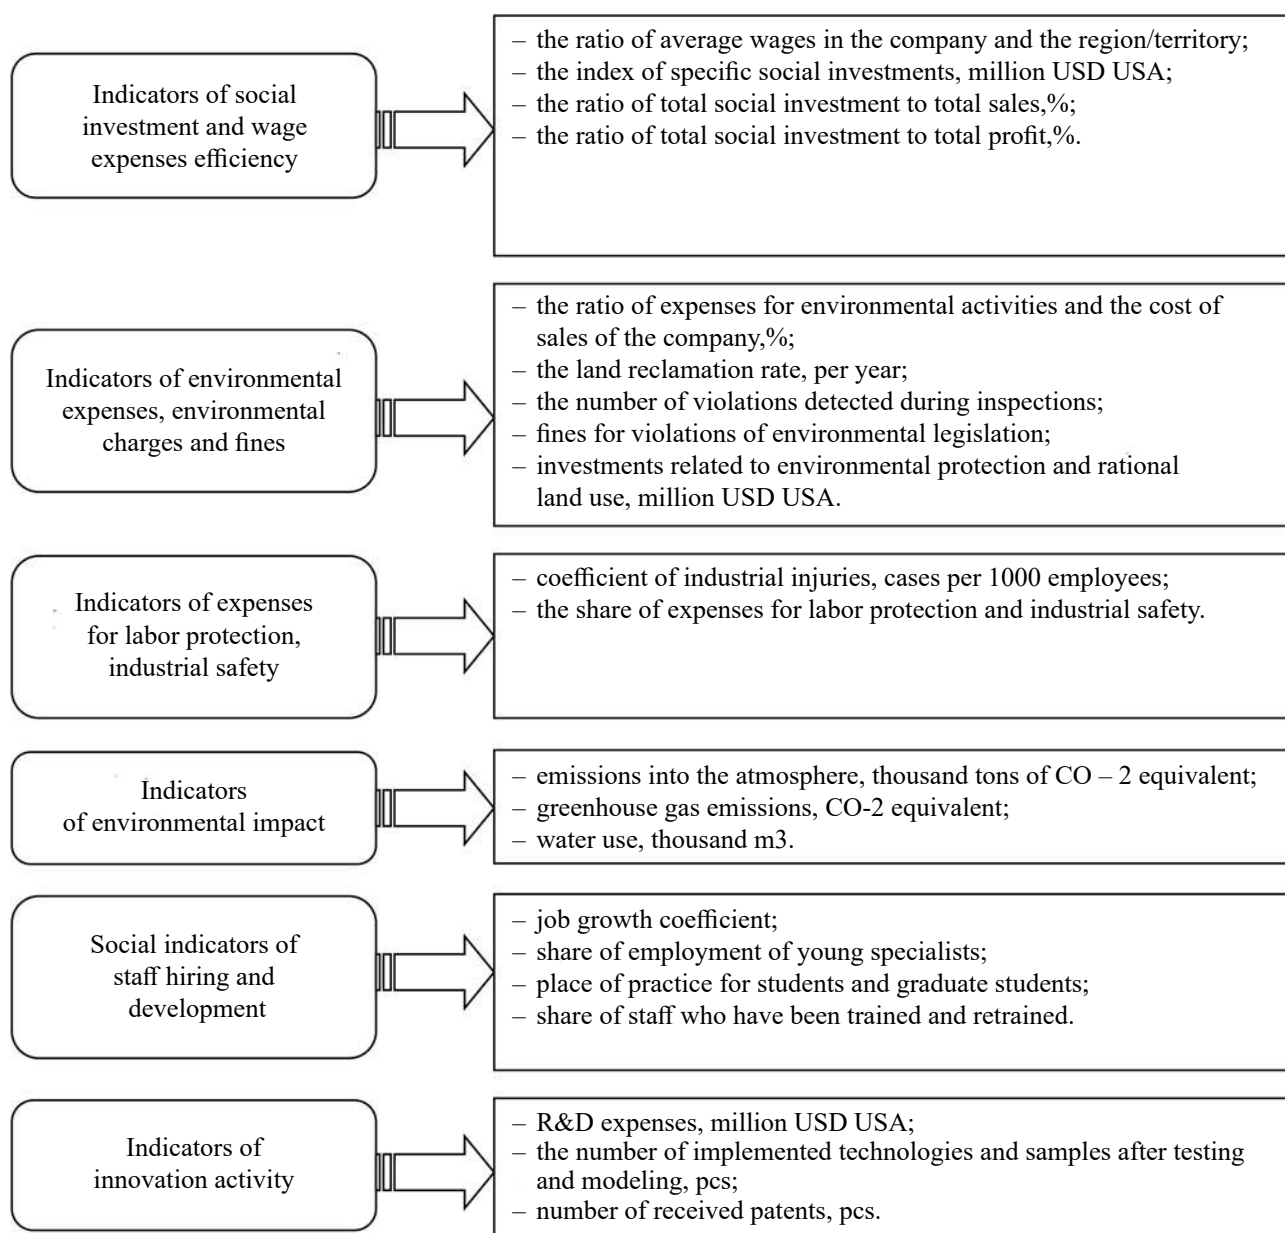 Indicators of social
investment and wage
expenses efficiency
– the ratio of average wages in the company and the region/territory;
– the index of specific social investments, million USD USA;
– the ratio of total social investment to total sales,%;
– the ratio of total social investment to total profit,%.
Indicators of environmental
expenses, environmental
charges and fines
– the ratio of expenses for environmental activities and the cost of
sales of the company,%;
– the land reclamation rate, per year;
– the number of violations detected during inspections;
– fines for violations of environmental legislation;
– investments related to environmental protection and rational
land use, million USD USA.
Indicators of expenses
for labor protection,
industrial safety
– coefficient of industrial injuries, cases per 1000 employees;
– the share of expenses for labor protection and industrial safety.
Indicators
of environmental impact
– emissions into the atmosphere, thousand tons of CO – 2 equivalent;
– greenhouse gas emissions, CO-2 equivalent;
– water use, thousand m3.
Social indicators of
staff hiring and
development
– job growth coefficient;
– share of employment of young specialists;
– place of practice for students and graduate students;
– share of staff who have been trained and retrained.
Indicators of
innovation activity
– R&D expenses, million USD USA;
– the number of implemented technologies and samples after testing
and modeling, pcs;
– number of received patents, pcs.